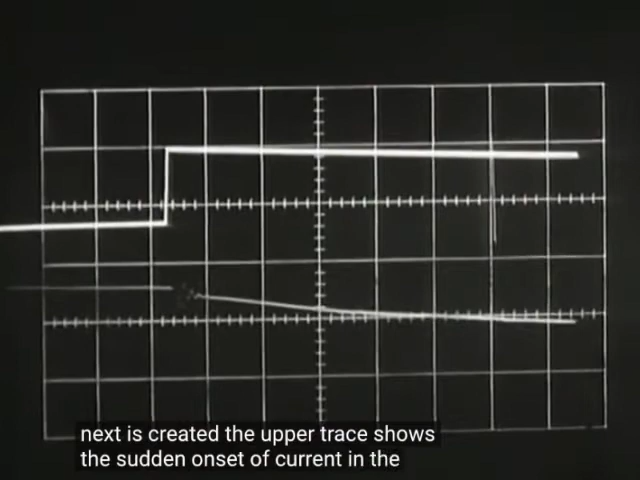 next is created the upper trace shows
the sudden onset of current in the